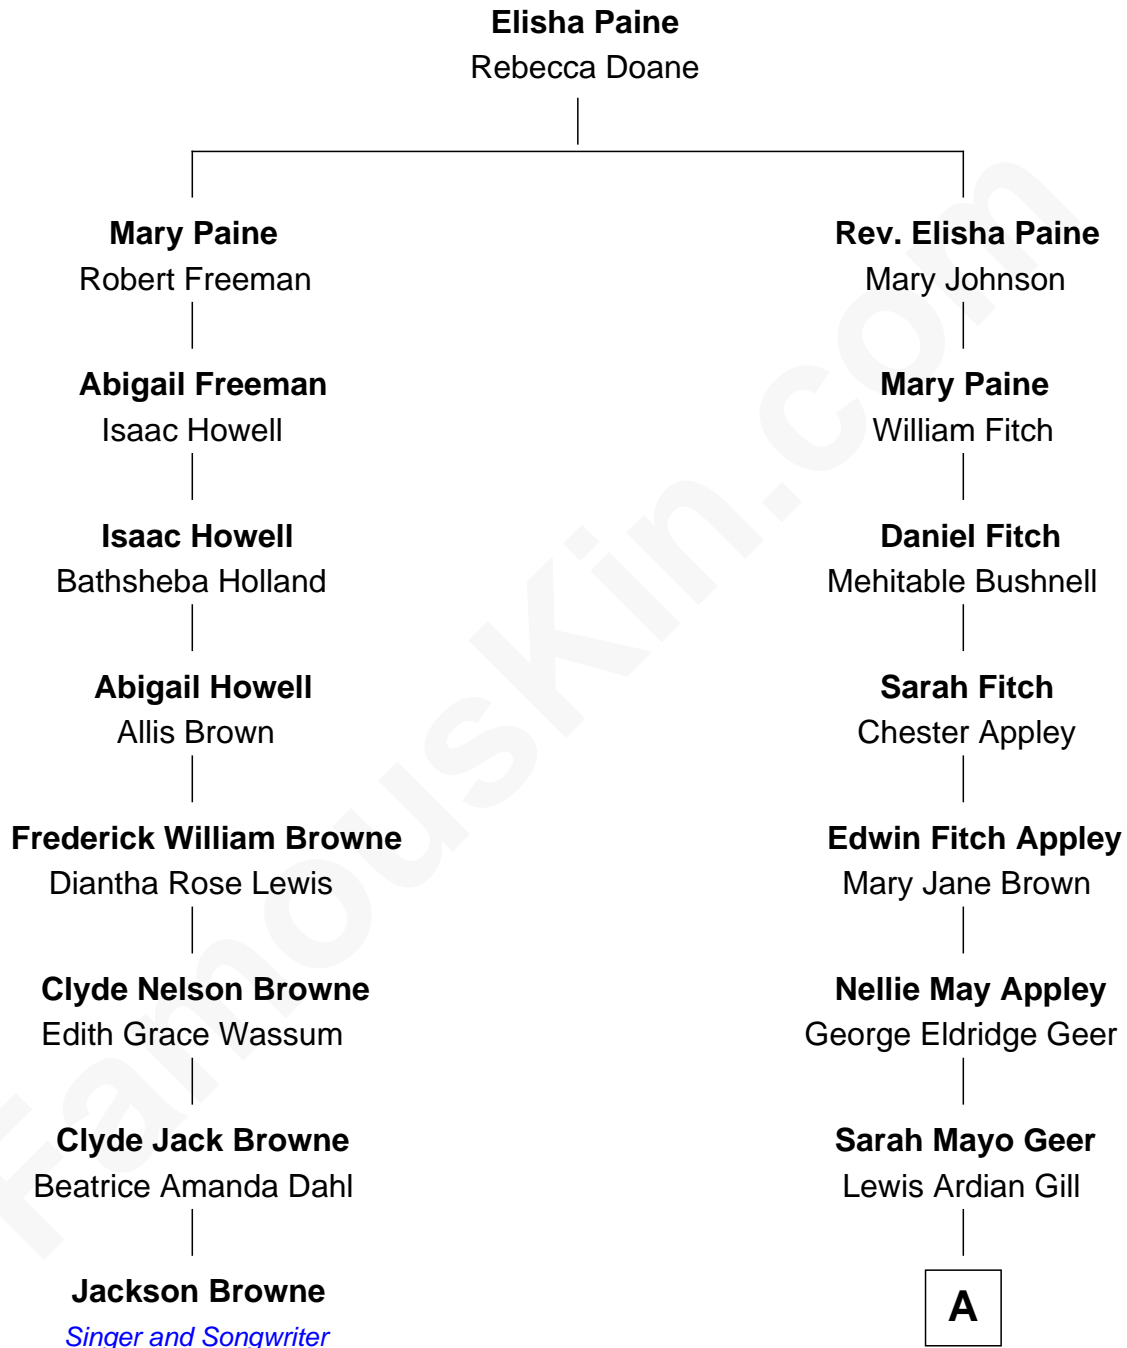 Elisha Paine
Rebecca Doane
Mary Paine
Robert Freeman
Abigail Freeman
Isaac Howell
Isaac Howell
Bathsheba Holland
Abigail Howell
Allis Brown
Frederick William Browne
Diantha Rose Lewis
Clyde Nelson Browne
Edith Grace Wassum
Clyde Jack Browne
Beatrice Amanda Dahl
Jackson Browne
Singer and Songwriter
Rev. Elisha Paine
Mary Johnson
Mary Paine
William Fitch
Daniel Fitch
Mehitable Bushnell
Sarah Fitch
Chester Appley
Edwin Fitch Appley
Mary Jane Brown
Nellie May Appley
George Eldridge Geer
Sarah Mayo Geer
Lewis Ardian Gill
A
FamousKin.com